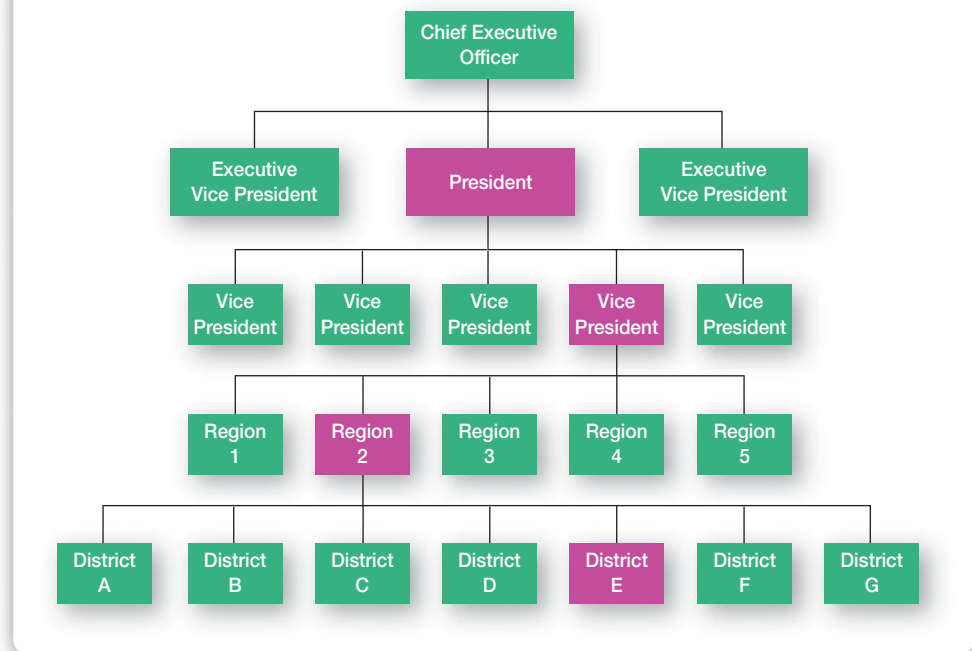 Chief Executive
Officer
Executive
Vice President
President
Executive
Vice President
Vice
President
Vice
President
Vice
President
Vice
President
Vice
President
Region
1
Region
2
Region
3
Region
4
Region
5
District
A
District
B
District
C
District
D
District
E
District
F
District
G